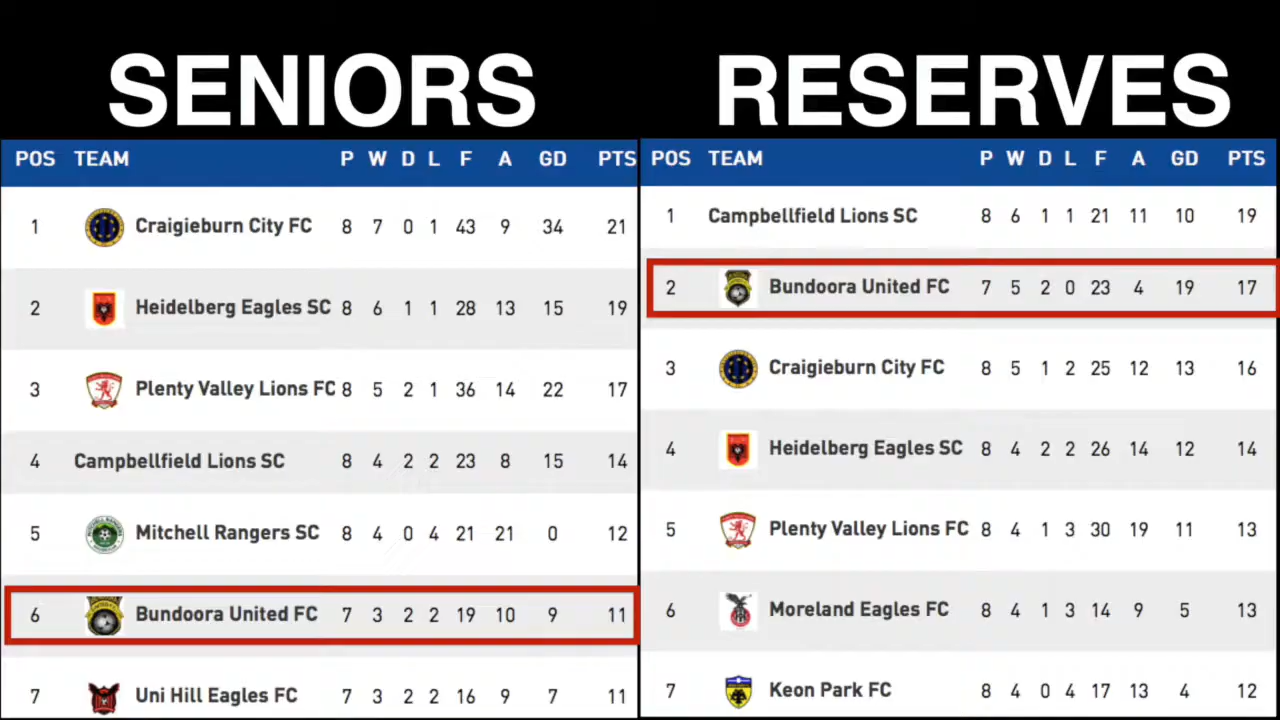 SENIORS
POS TEAM P W D L F A GD PTS
1 Craigieburn City FC 8 7 0 1 43 9 34 21
2 Heidelberg Eagles SC 8 6 1 1 28 13 15 19
3 Plenty Valley Lions FC 8 5 2 1 36 14 22 17
4 Campbellfield Lions SC 8 4 2 2 23 8 15 14
5 Mitchell Rangers SC 8 4 0 4 21 21 0 12
6 Bundoora United FC 7 3 2 2 19 10 9 11
7 Uni Hill Eagles FC 7 3 2 2 16 9 7 11
RESERVES
POS TEAM P W D L F A GD PTS
1 Campbellfield Lions SC 8 6 1 1 21 11 10 19
2 Bundoora United FC 7 5 2 0 23 4 19 17
3 Craigieburn City FC 8 5 1 2 25 12 13 16
4 Heidelberg Eagles SC 8 4 2 2 26 14 12 14
5 Plenty Valley Lions FC 8 4 1 3 30 19 11 13
6 Moreland Eagles FC 8 4 1 3 14 9 5 13
7 Keon Park FC 8 4 0 4 17 13 4 12